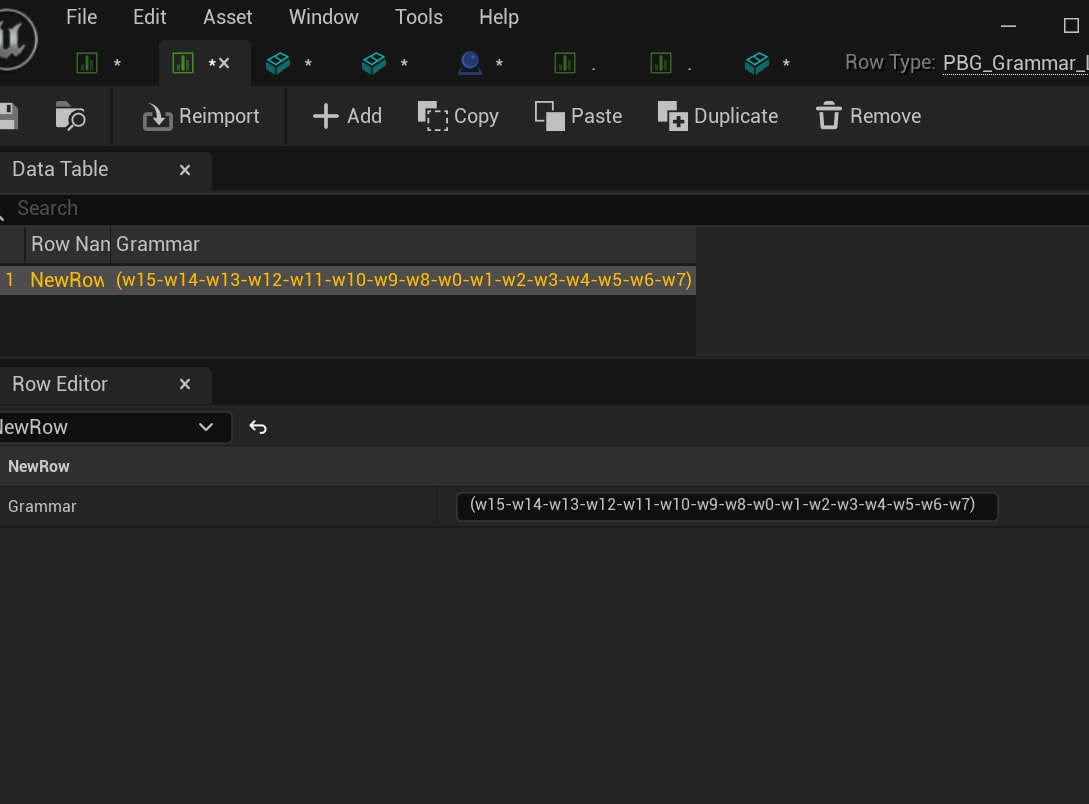 File Edit Asset Window Tools Help
* * * * * . . * Row Type: PBG_Grammar_
Reimport Add Copy Paste Duplicate Remove
Data Table
Search
Row Nan Grammar
1 NewRow (w15-w14-w13-w12-w11-w10-w9-w8-w0-w1-w2-w3-w4-w5-w6-w7)
Row Editor
NewRow
NewRow
Grammar (w15-w14-w13-w12-w11-w10-w9-w8-w0-w1-w2-w3-w4-w5-w6-w7)